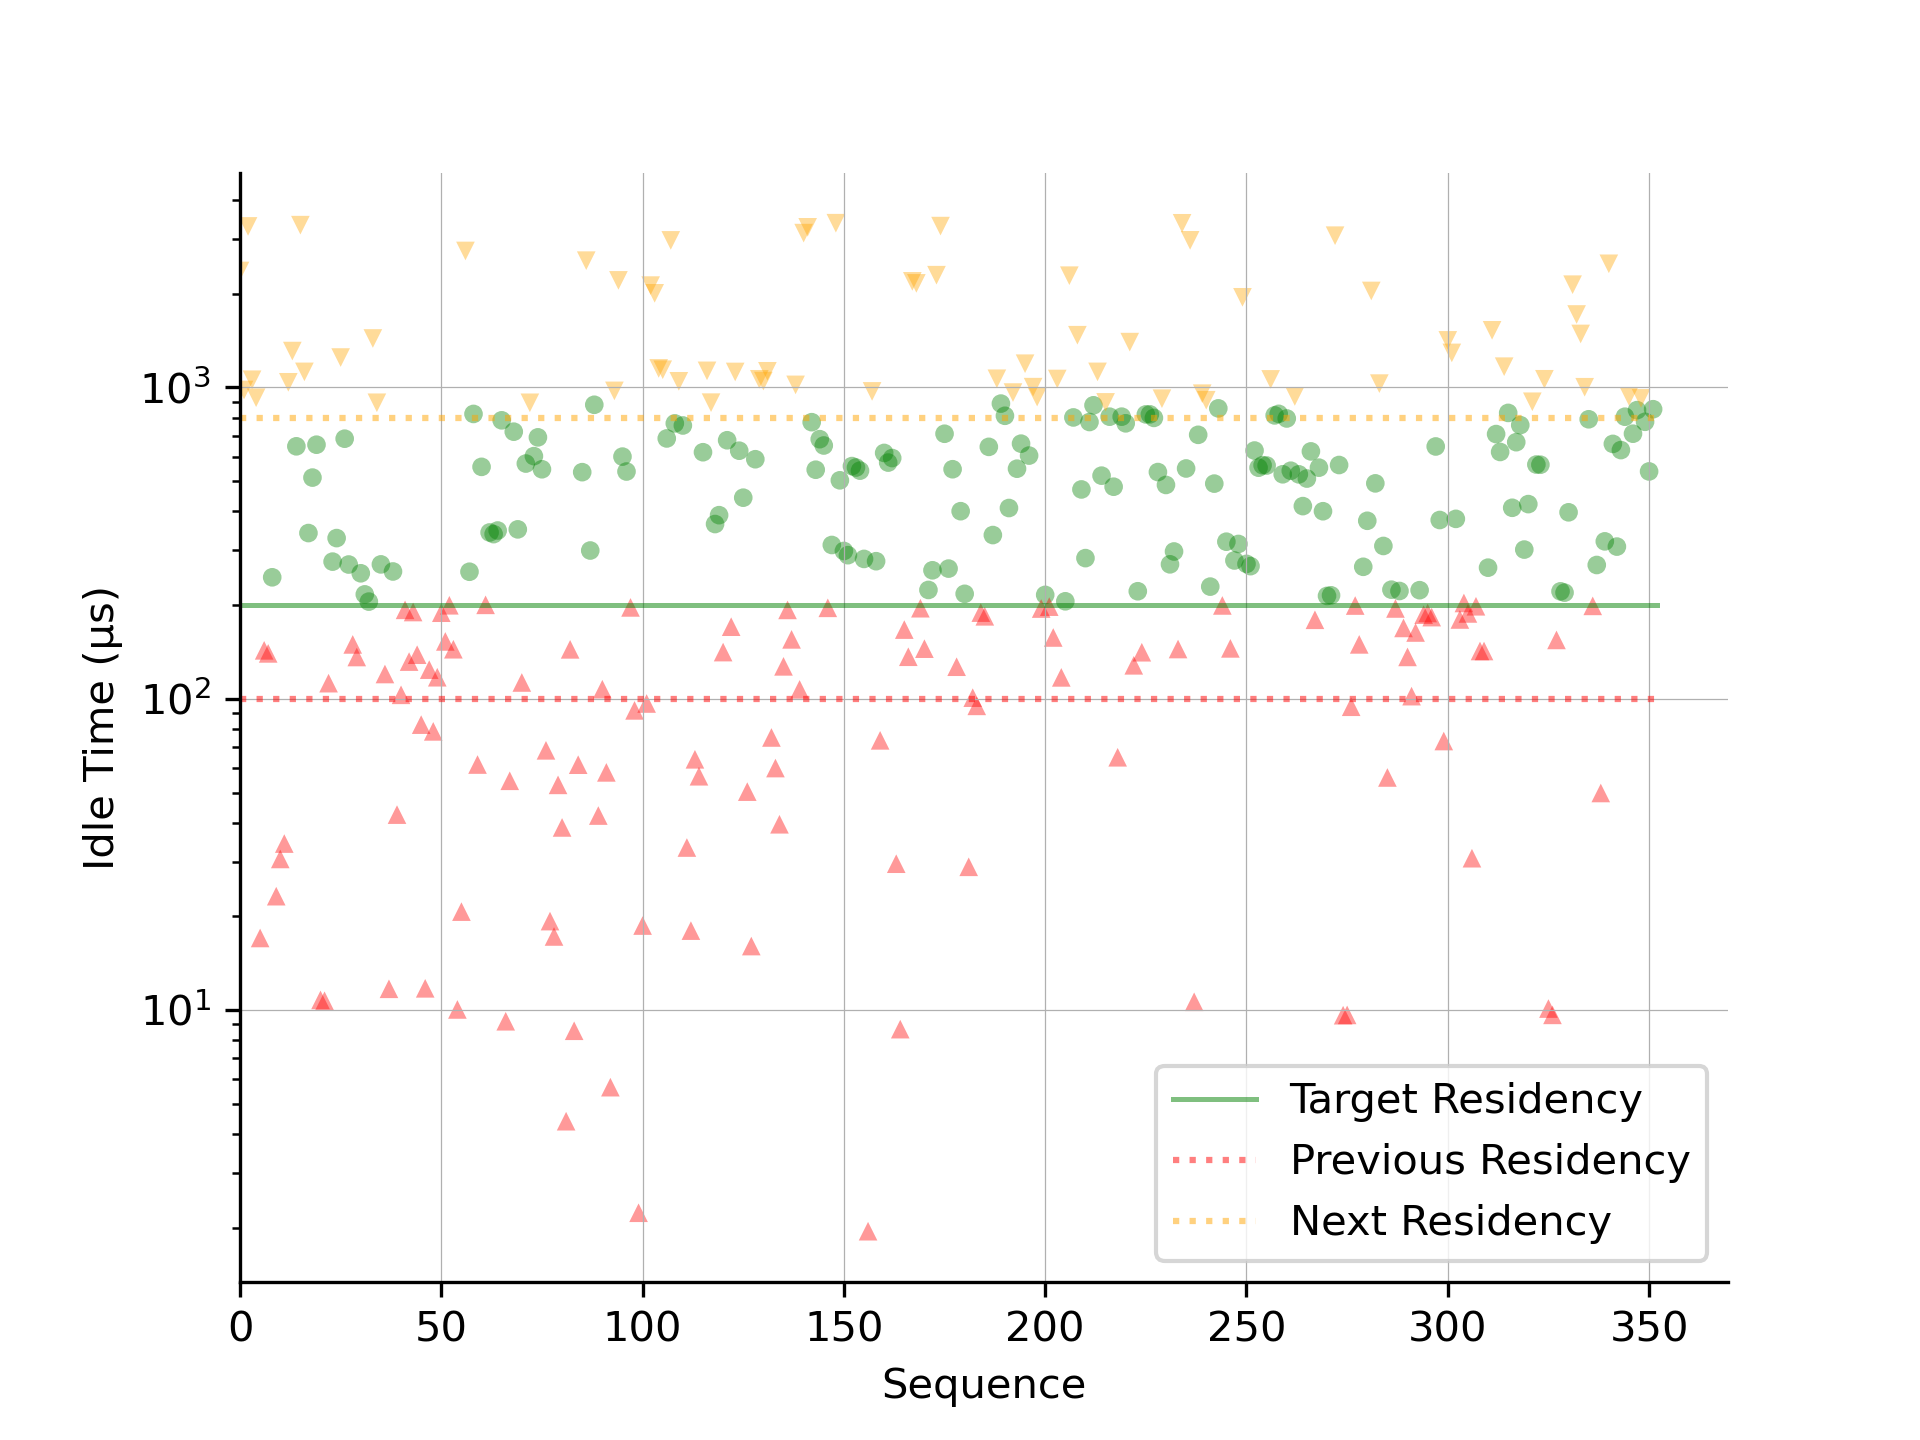 10³
10²
10¹
Idle Time (µs)
0 50 100 150 200 250 300 350
Sequence
Target Residency
Previous Residency
Next Residency